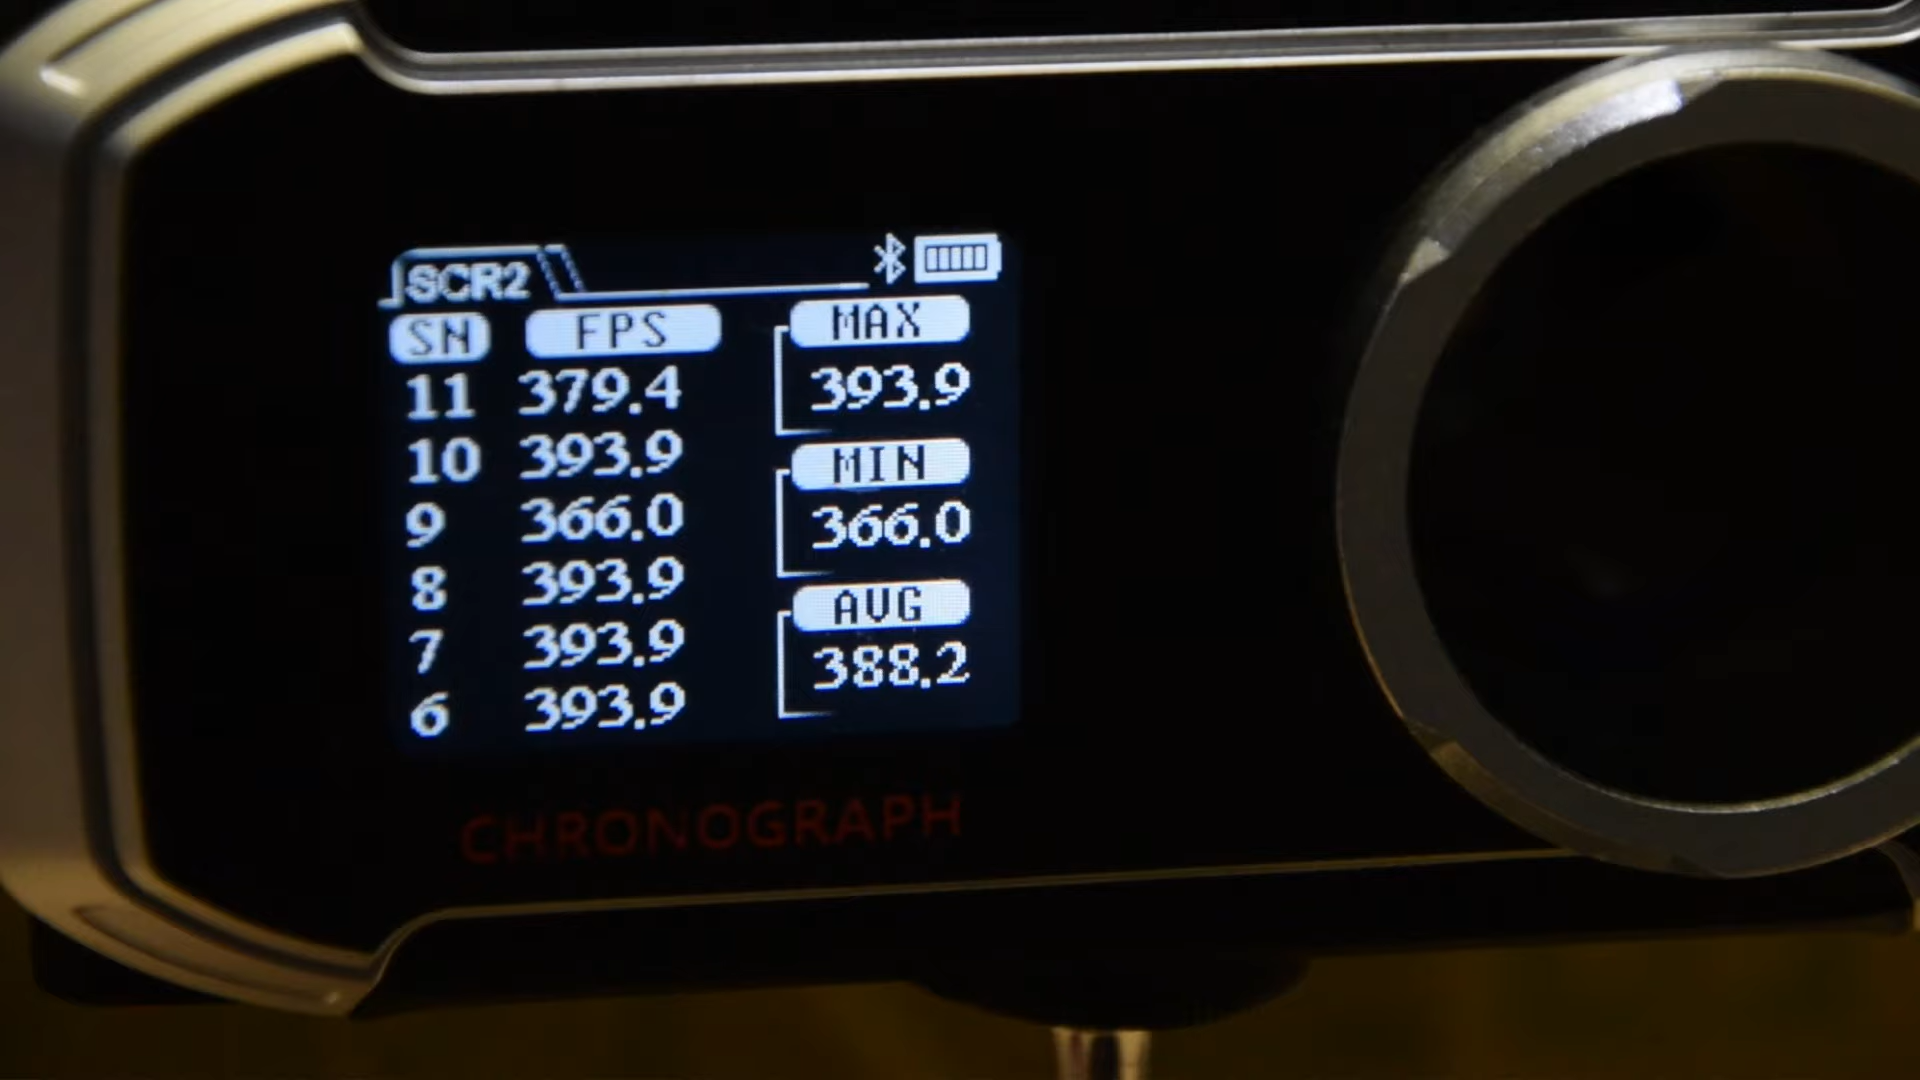 SCR2
SN FPS MAX
11 379.4 393.9
10 393.9 MIN
9 366.0 366.0
8 393.9 AVG
7 393.9 388.2
6 393.9
CHRONOGRAPH